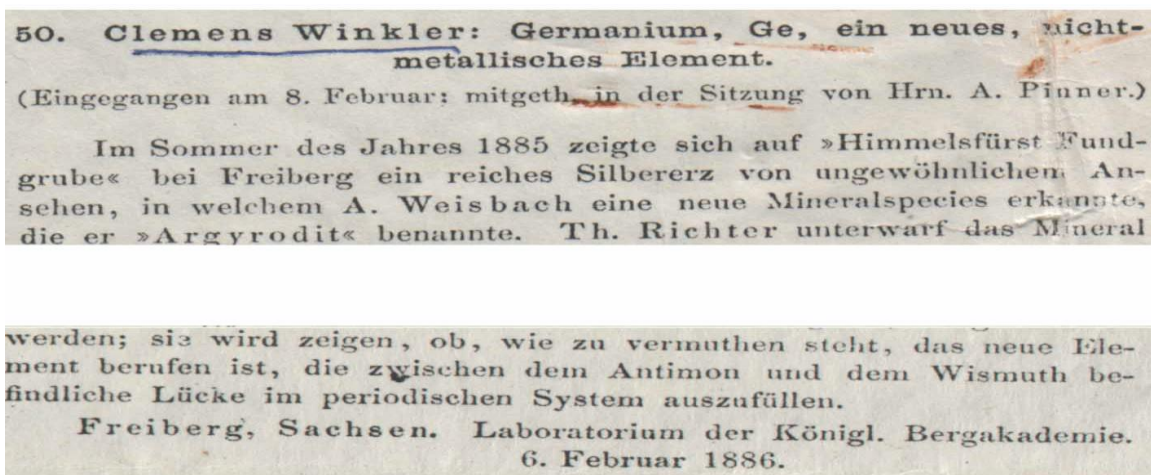 50. Clemens Winkler: Germanium, Ge, ein neues, nicht-
metallisches Element.
(Eingegangen am 8. Februar; mitgeth. in der Sitzung von Hrn. A. Pinner.)
Im Sommer des Jahres 1885 zeigte sich auf »Himmelsfürst Fund-
grube« bei Freiberg ein reiches Silbererz von ungewöhnlichem An-
sehen, in welchem A. Weisbach eine neue Mineralspecies erkannte,
die er »Argyrodit« benannte. Th. Richter unterwarf das Mineral
werden; sie wird zeigen, ob, wie zu vermuthen steht, das neue Ele-
ment berufen ist, die zwischen dem Antimon und dem Wismuth be-
findliche Lücke im periodischen System auszufüllen.
Freiberg, Sachsen. Laboratorium der Königl. Bergakademie.
6. Februar 1886.